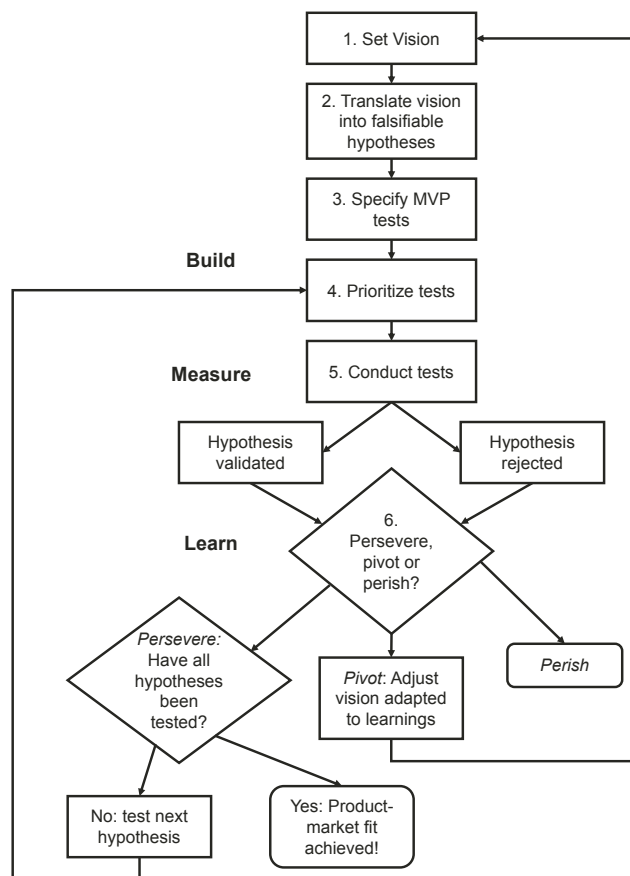 1. Set Vision
2. Translate vision
into falsifiable
hypotheses
3. Specify MVP
tests
Build
4. Prioritize tests
Measure
5. Conduct tests
Hypothesis
validated
Hypothesis
rejected
Learn
6.
Persevere,
pivot or
perish?
Persevere:
Have all
hypotheses
been
tested?
Pivot: Adjust
vision adapted
to learnings
Perish
No: test next
hypothesis
Yes: Product-
market fit
achieved!